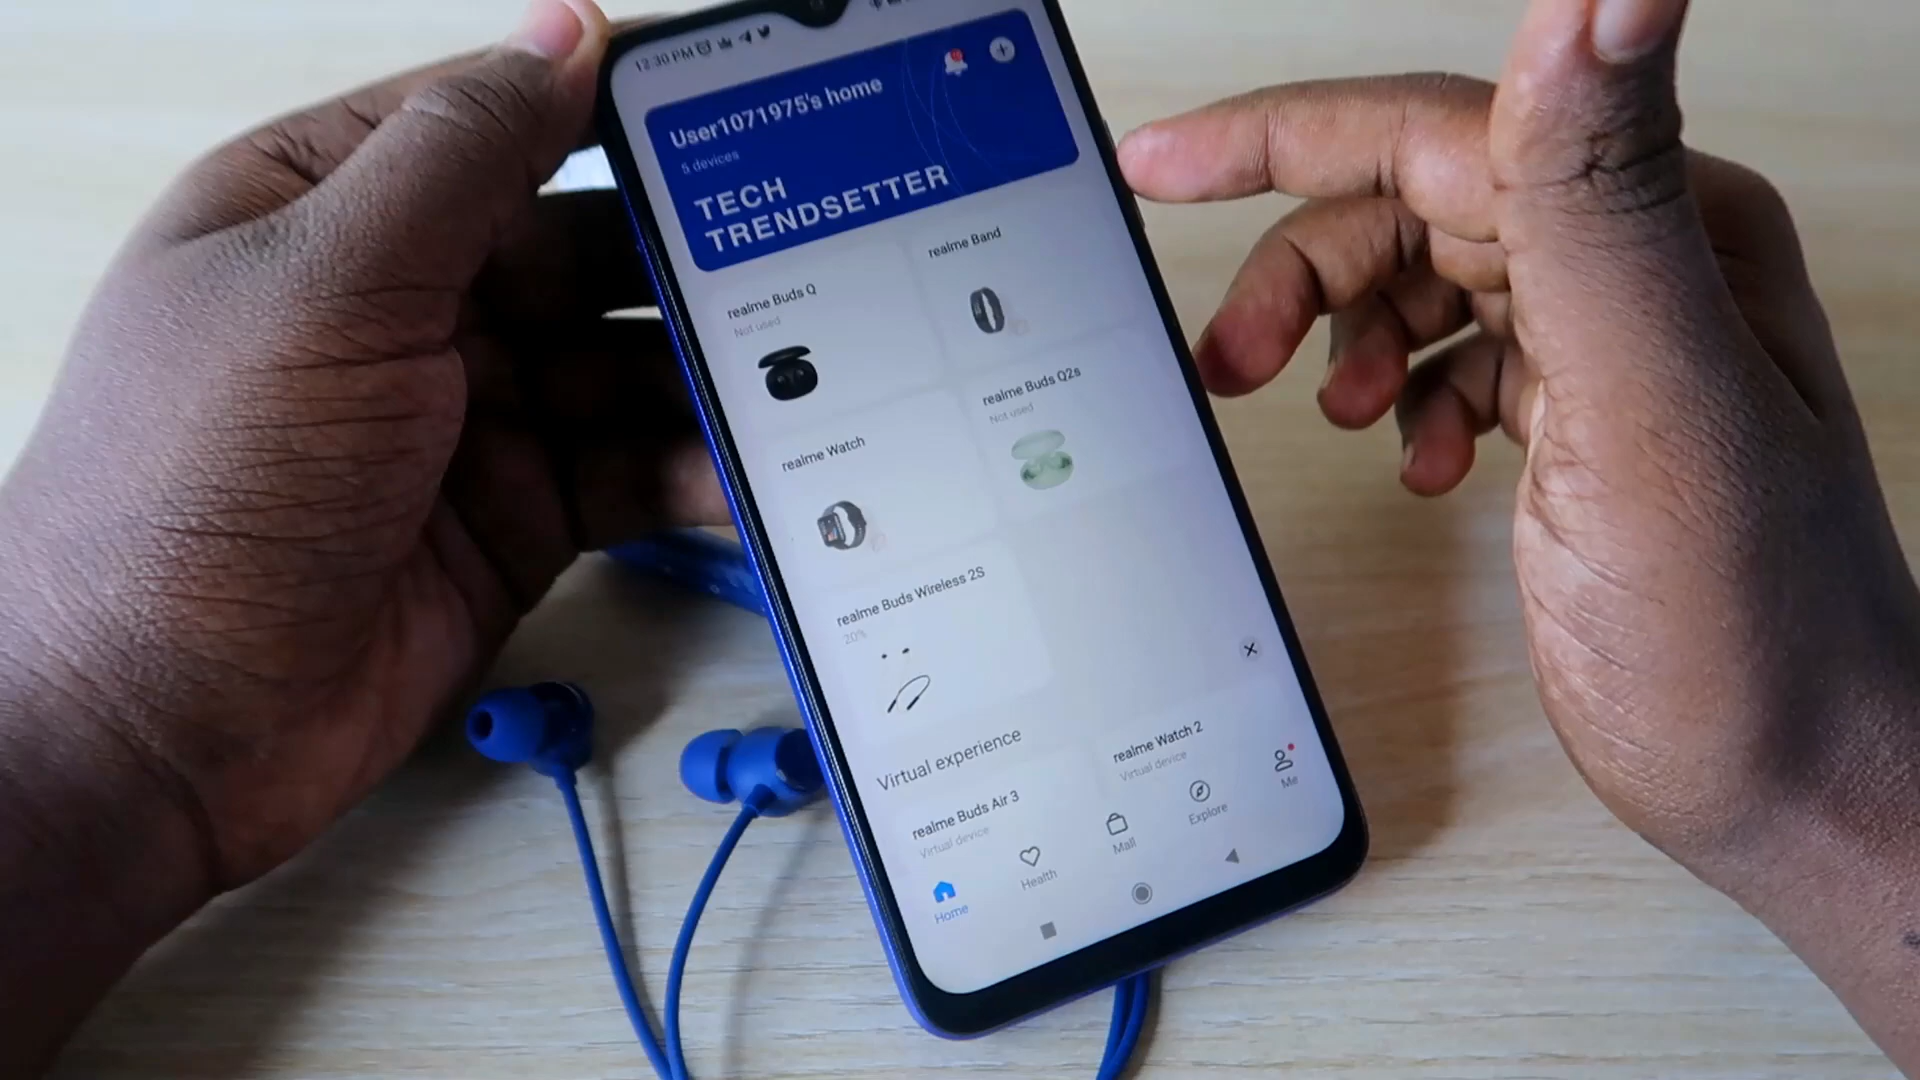 12:30 PM
User1071975's home
5 devices
TECH
TRENDSETTER
realme Buds Q
Not used
realme Band
realme Watch
realme Buds Q2s
Not used
realme Buds Wireless 2S
20%
Virtual experience
realme Buds Air 3
Virtual device
realme Watch 2
Virtual device
Home
Health
Mall
Explore
Me